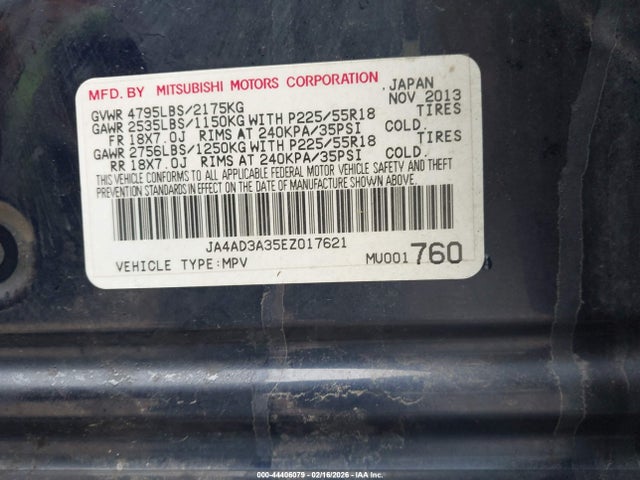 MFD. BY MITSUBISHI MOTORS CORPORATION , JAPAN
GVWR 4795LBS/2175KG NOV 2013
GAWR 2535LBS/1150KG WITH P225/55R18 TIRES
FR 18X7.0J RIMS AT 240KPA/35PSI COLD.
GAWR 2756LBS/1250KG WITH P225/55R18 TIRES
RR 18X7.0J RIMS AT 240KPA/35PSI COLD.
THIS VEHICLE CONFORMS TO ALL APPLICABLE FEDERAL MOTOR VEHICLE SAFETY, BUMPER, AND THEFT
PREVENTION STANDARDS IN EFFECT ON THE DATE OF MANUFACTURE SHOWN ABOVE.
JA4AD3A35EZ017621
VEHICLE TYPE:MPV MU001760
000-44406079 - 02/16/2026 - IAA Inc.